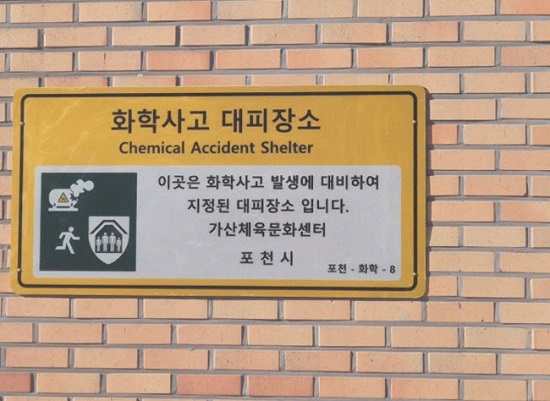 화학사고 대피장소
Chemical Accident Shelter
이곳은 화학사고 발생에 대비하여
지정된 대피장소 입니다.
가산체육문화센터
포천시
포천 - 화학 - 8